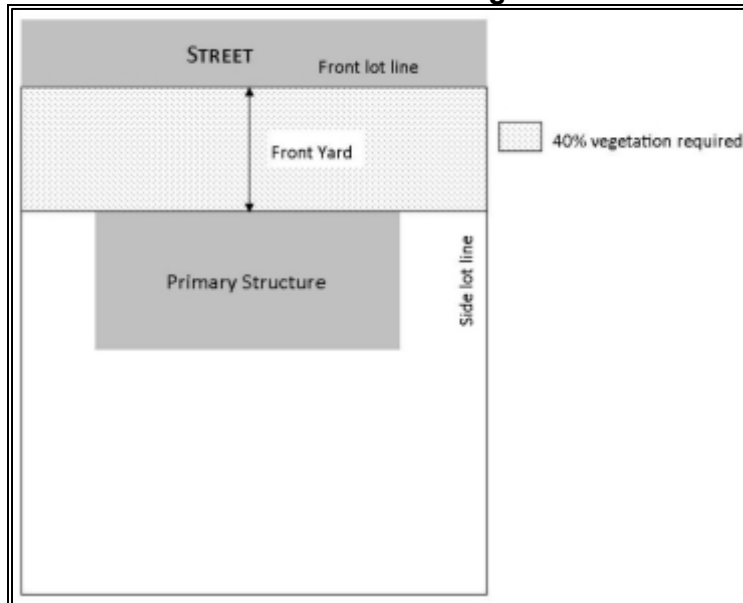 STREET
Front lot line
Front Yard
40% vegetation required
Side lot line
Primary Structure